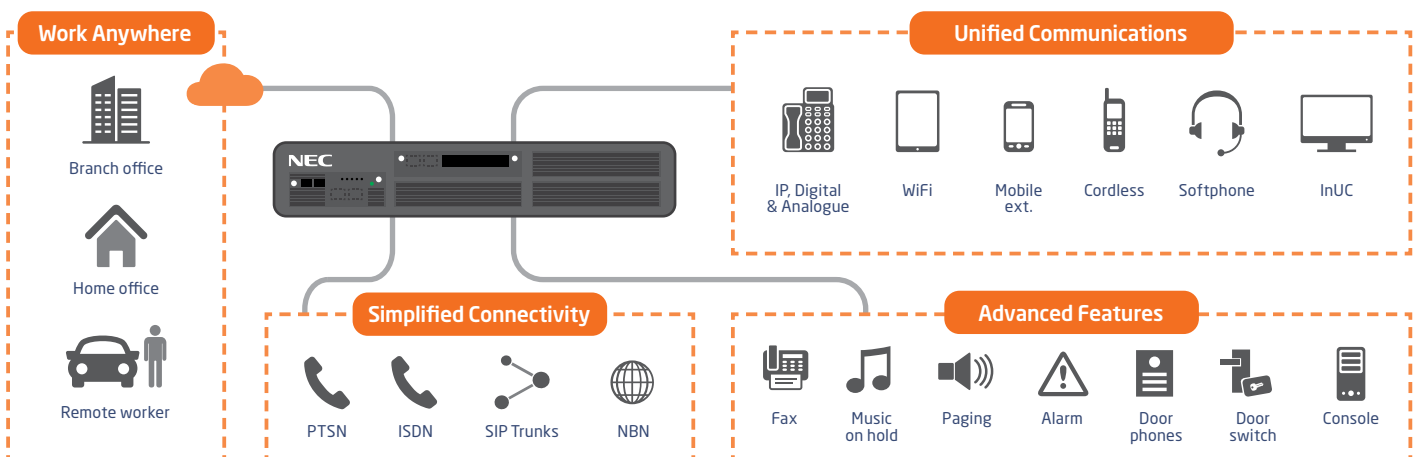 Work Anywhere
Branch office
Home office
Remote worker
NEC
Unified Communications
IP, Digital
& Analogue
WiFi
Mobile
ext.
Cordless
Softphone
InUC
Simplified Connectivity
PTSN
ISDN
SIP Trunks
NBN
Advanced Features
Fax
Music
on hold
Paging
Alarm
Door
phones
Door
switch
Console